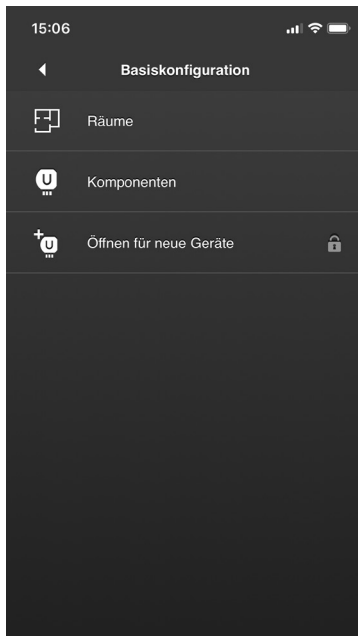 15:06
Basiskonfiguration
Räume
U
Komponenten
U
Öffnen für neue Geräte